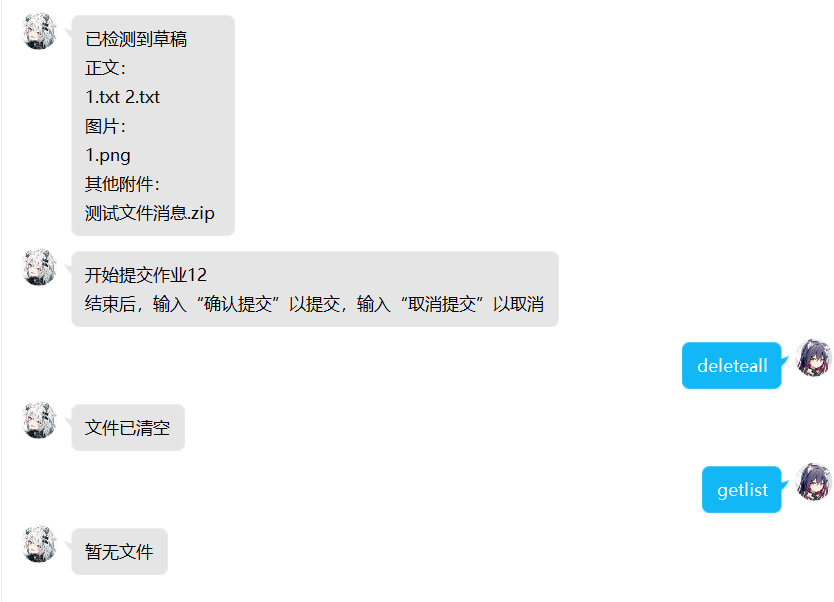 已检测到草稿
正文：
1.txt 2.txt
图片：
1.png
其他附件：
测试文件消息.zip
开始提交作业12
结束后，输入“确认提交”以提交，输入“取消提交”以取消
deleteall
文件已清空
getlist
暂无文件